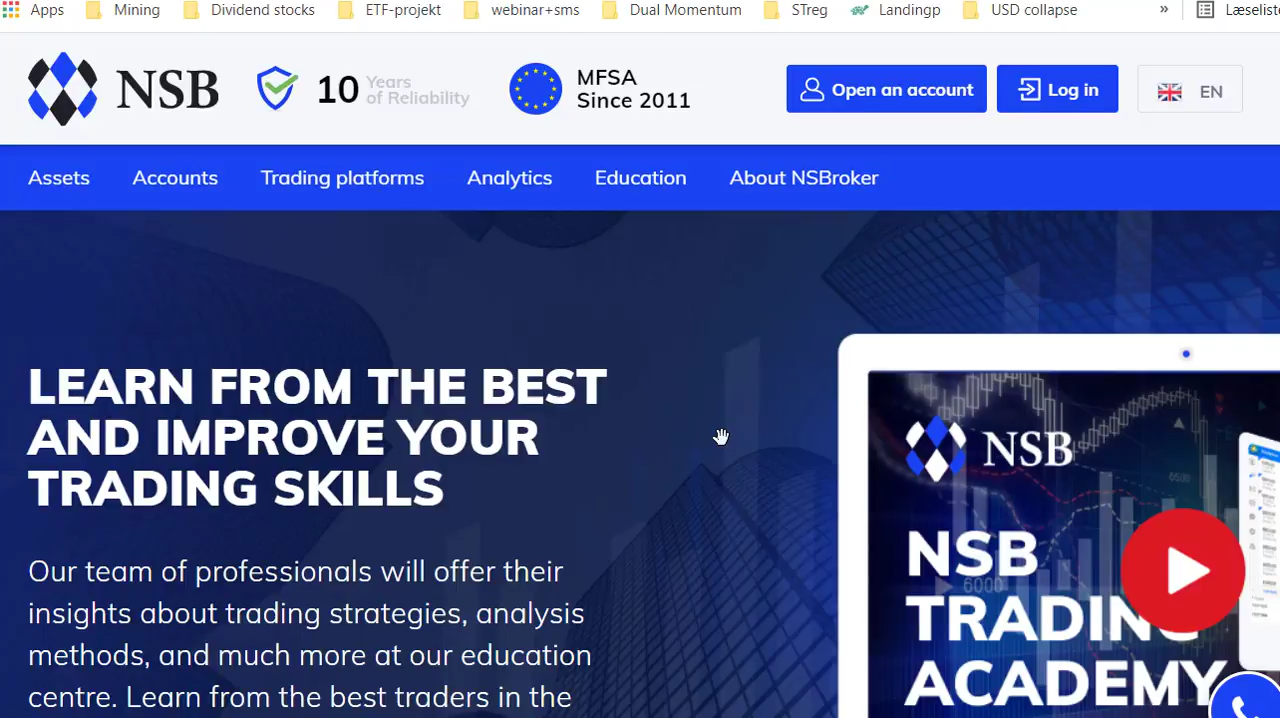 Apps Mining Dividend stocks ETF-projekt webinar+sms Dual Momentum STreg Landingp USD collapse » Læseliste
NSB 10 Years of Reliability MFSA Since 2011 Open an account Log in EN
Assets Accounts Trading platforms Analytics Education About NSBroker
LEARN FROM THE BEST
AND IMPROVE YOUR
TRADING SKILLS
Our team of professionals will offer their
insights about trading strategies, analysis
methods, and much more at our education
centre. Learn from the best traders in the
NSB
NSB
TRADING
ACADEMY
6500
6000